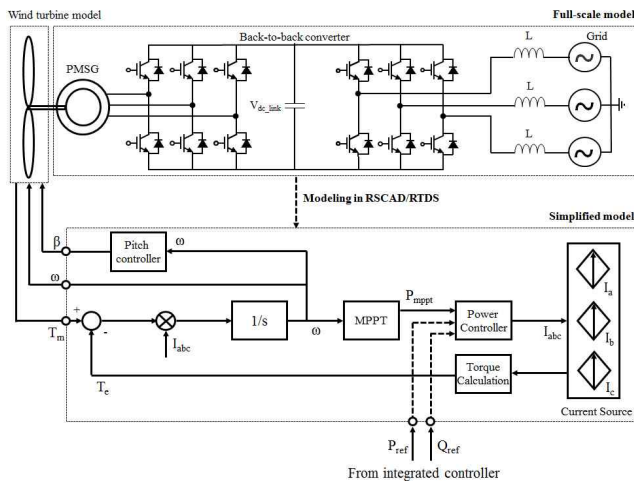 Wind turbine model
Full-scale model
Back-to-back converter
PMSG
V_dc_link
L
Grid
L
L
Modeling in RSCAD/RTDS
Simplified model
β
Pitch
controller
ω
ω
P_mppt
I_a
+
T_m
-
I_abc
1/s
ω
MPPT
Power
Controller
I_abc
I_b
T_e
Torque
Calculation
I_c
Current Source
P_ref
Q_ref
From integrated controller